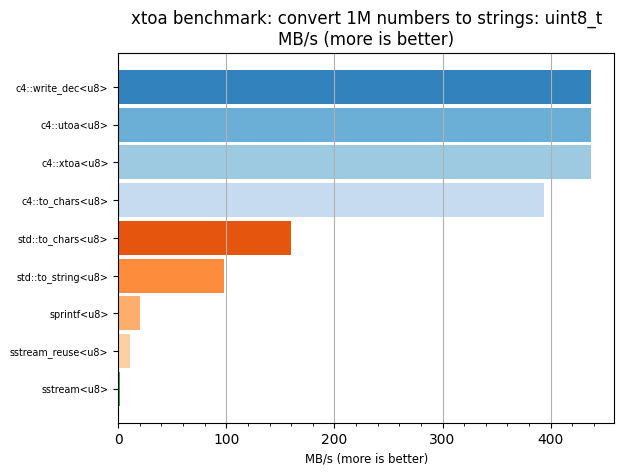 xtoa benchmark: convert 1M numbers to strings: uint8_t
MB/s (more is better)
c4::write_dec<u8>
c4::utoa<u8>
c4::xtoa<u8>
c4::to_chars<u8>
std::to_chars<u8>
std::to_string<u8>
sprintf<u8>
sstream_reuse<u8>
sstream<u8>
0 100 200 300 400
MB/s (more is better)